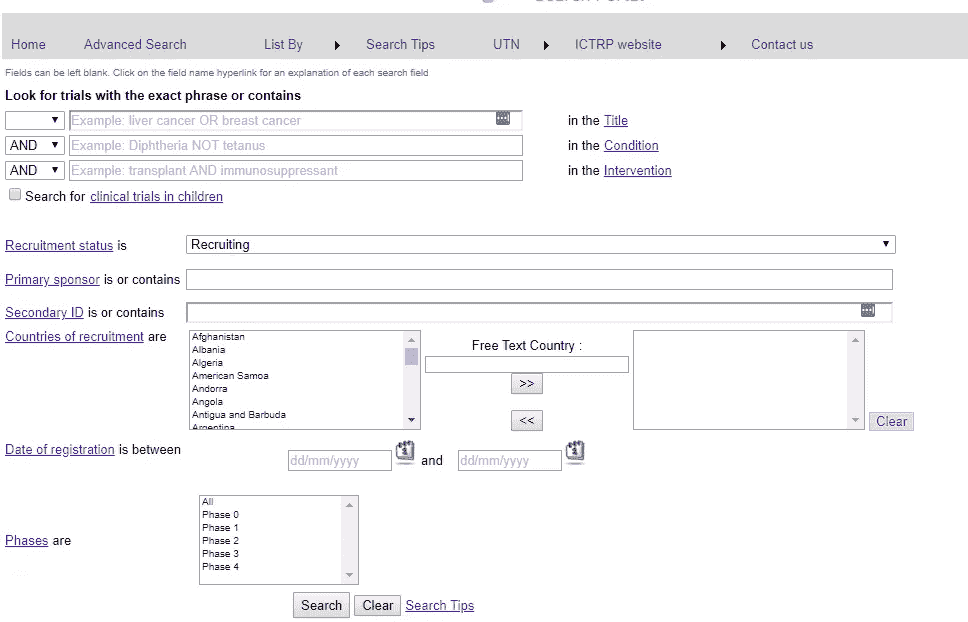 Home Advanced Search List By Search Tips UTN ICTRP website Contact us
Fields can be left blank. Click on the field name hyperlink for an explanation of each search field
Look for trials with the exact phrase or contains
Example: liver cancer OR breast cancer in the Title
AND Example: Diphtheria NOT tetanus in the Condition
AND Example: transplant AND immunosuppressant in the Intervention
Search for clinical trials in children
Recruitment status is Recruiting
Primary sponsor is or contains
Secondary ID is or contains
Countries of recruitment are
Afghanistan
Albania
Algeria
American Samoa
Andorra
Angola
Antigua and Barbuda
Argentina
Free Text Country :
>>
<<
Clear
Date of registration is between dd/mm/yyyy and dd/mm/yyyy
Phases are
All
Phase 0
Phase 1
Phase 2
Phase 3
Phase 4
Search Clear Search Tips